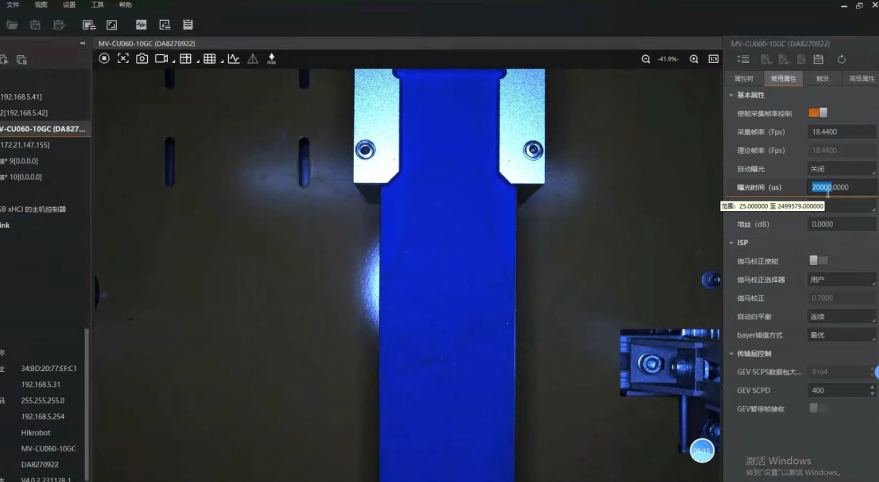 文件 视图 设置 工具 帮助
MV-CU060-10GC (DA8270922)
-41.9%-
1:1
[192.168.5.41]
2[192.168.5.42]
V-CU060-10GC (DA827...
[172.21.147.155]
* 9[0.0.0.0]
* 10[0.0.0.0]
SB xHCI 的主机控制器
ink
34:BD:20:77:EF:C1
192.168.5.31
255.255.255.0
192.168.5.254
Hikrobot
MV-CU060-10GC
DA8270922
V4.0.2 231128 1
MV-CU060-10GC (DA8270922)
属性树 常用属性 触发 高级属性
基本属性
使能采集帧率控制
采集帧率（Fps） 18.4400
理论帧率（Fps） 18.4400
自动曝光 关闭
曝光时间（us） 20000.0000
范围：25.000000 至 2499579.000000
增益（dB） 0.0000
ISP
伽马校正使能
伽马校正选择器 用户
伽马校正 0.7000
自动白平衡 连续
bayer插值方式 最优
传输层控制
GEV SCPS数据包大... 8164
GEV SCPD 400
GEV暂停帧接收
激活 Windows
转到"设置"以激活 Windows。